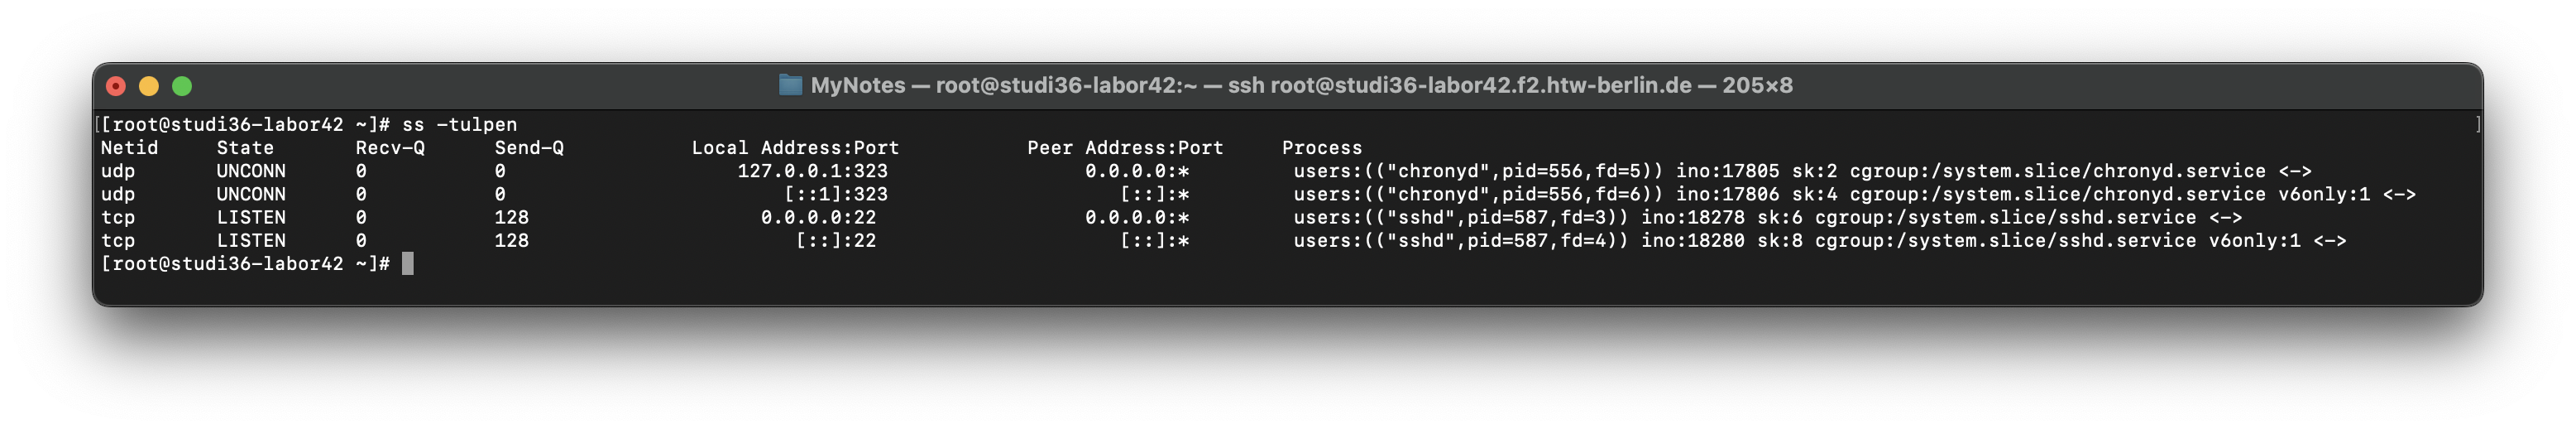 MyNotes — root@studi36-labor42:~ — ssh root@studi36-labor42.f2.htw-berlin.de — 205×8
[[root@studi36-labor42 ~]# ss -tulpen ]
Netid State Recv-Q Send-Q Local Address:Port Peer Address:Port Process
udp UNCONN 0 0 127.0.0.1:323 0.0.0.0:* users:(("chronyd",pid=556,fd=5)) ino:17805 sk:2 cgroup:/system.slice/chronyd.service <->
udp UNCONN 0 0 [::1]:323 [::]:* users:(("chronyd",pid=556,fd=6)) ino:17806 sk:4 cgroup:/system.slice/chronyd.service v6only:1 <->
tcp LISTEN 0 128 0.0.0.0:22 0.0.0.0:* users:(("sshd",pid=587,fd=3)) ino:18278 sk:6 cgroup:/system.slice/sshd.service <->
tcp LISTEN 0 128 [::]:22 [::]:* users:(("sshd",pid=587,fd=4)) ino:18280 sk:8 cgroup:/system.slice/sshd.service v6only:1 <->
[root@studi36-labor42 ~]#